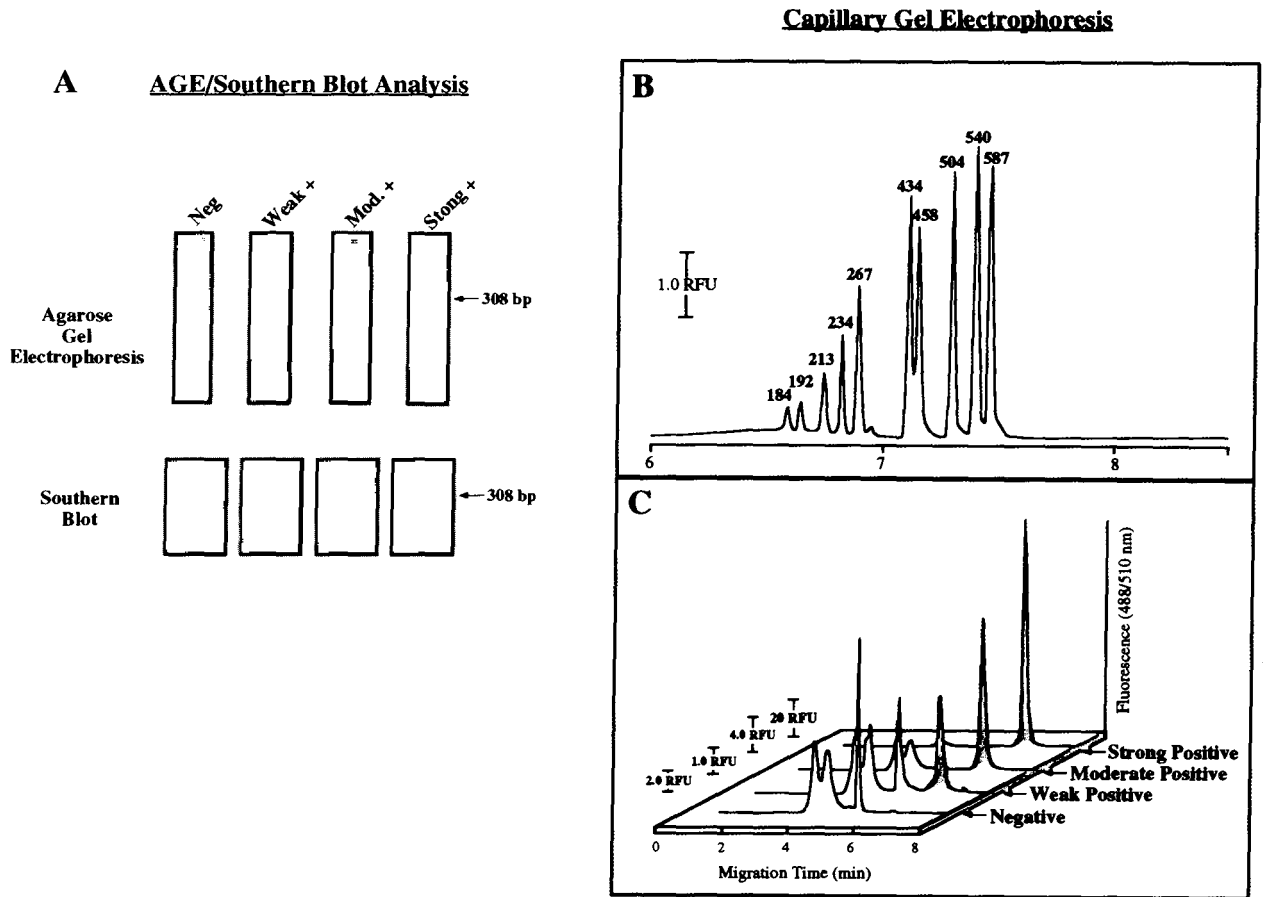 Capillary Gel Electrophoresis
A
AGE/Southern Blot Analysis
Neg
Weak +
Mod. +
Stong +
308 bp
Agarose
Gel
Electrophoresis
308 bp
Southern
Blot
B
1.0 RFU
184
192
213
234
267
434
458
504
540
587
6
7
8
C
2.0 RFU
1.0 RFU
4.0 RFU
20 RFU
Fluorescence (488/510 nm)
Strong Positive
Moderate Positive
Weak Positive
Negative
0
2
4
6
8
Migration Time (min)